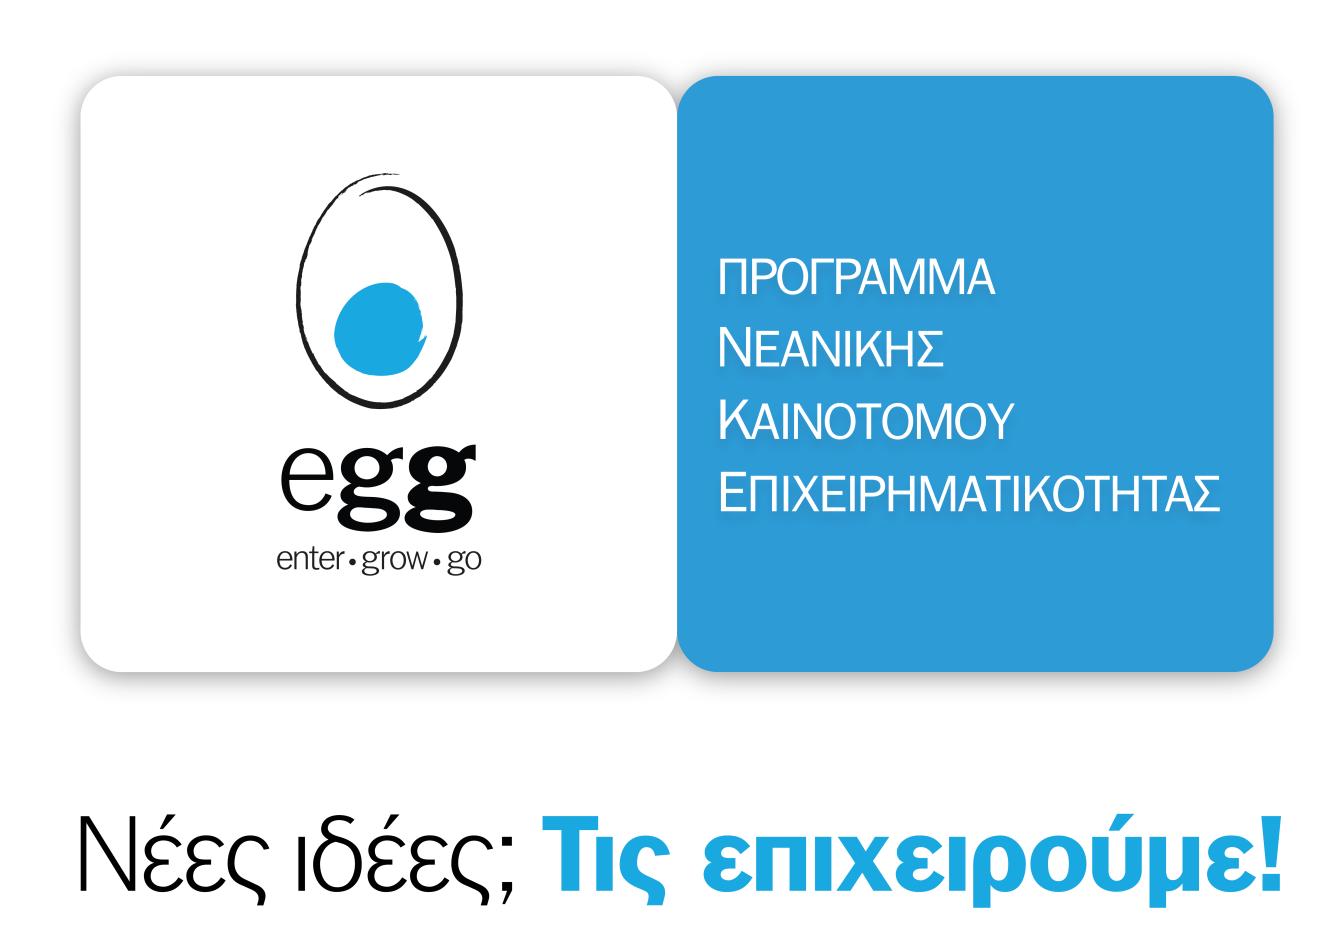 egg
enter•grow•go
ΠΡΟΓΡΑΜΜΑ
ΝΕΑΝΙΚΗΣ
ΚΑΙΝΟΤΟΜΟΥ
ΕΠΙΧΕΙΡΗΜΑΤΙΚΟΤΗΤΑΣ
Νέες ιδέες; Τις επιχειρούμε!